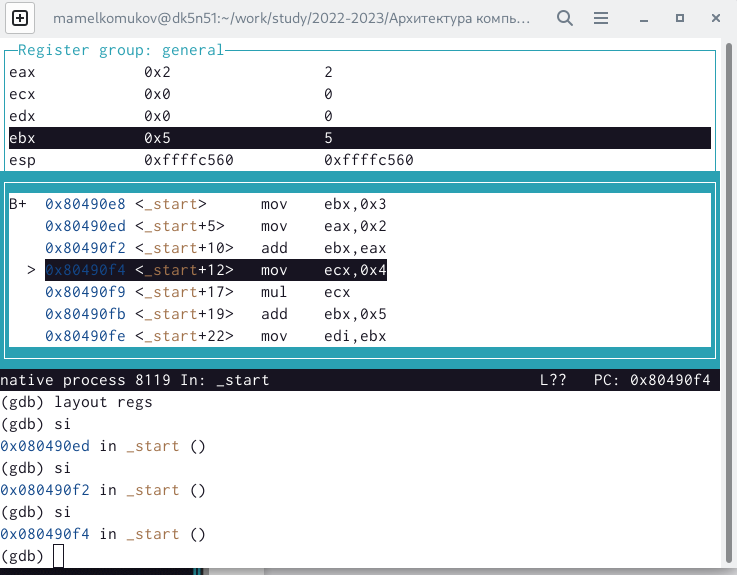 mamelkomukov@dk5n51:~/work/study/2022-2023/Архитектура компь…
Register group: general
eax 0x2 2
ecx 0x0 0
edx 0x0 0
ebx 0x5 5
esp 0xffffc560 0xffffc560
B+ 0x80490e8 <_start> mov ebx,0x3
0x80490ed <_start+5> mov eax,0x2
0x80490f2 <_start+10> add ebx,eax
> 0x80490f4 <_start+12> mov ecx,0x4
0x80490f9 <_start+17> mul ecx
0x80490fb <_start+19> add ebx,0x5
0x80490fe <_start+22> mov edi,ebx
native process 8119 In: _start L?? PC: 0x80490f4
(gdb) layout regs
(gdb) si
0x080490ed in _start ()
(gdb) si
0x080490f2 in _start ()
(gdb) si
0x080490f4 in _start ()
(gdb)